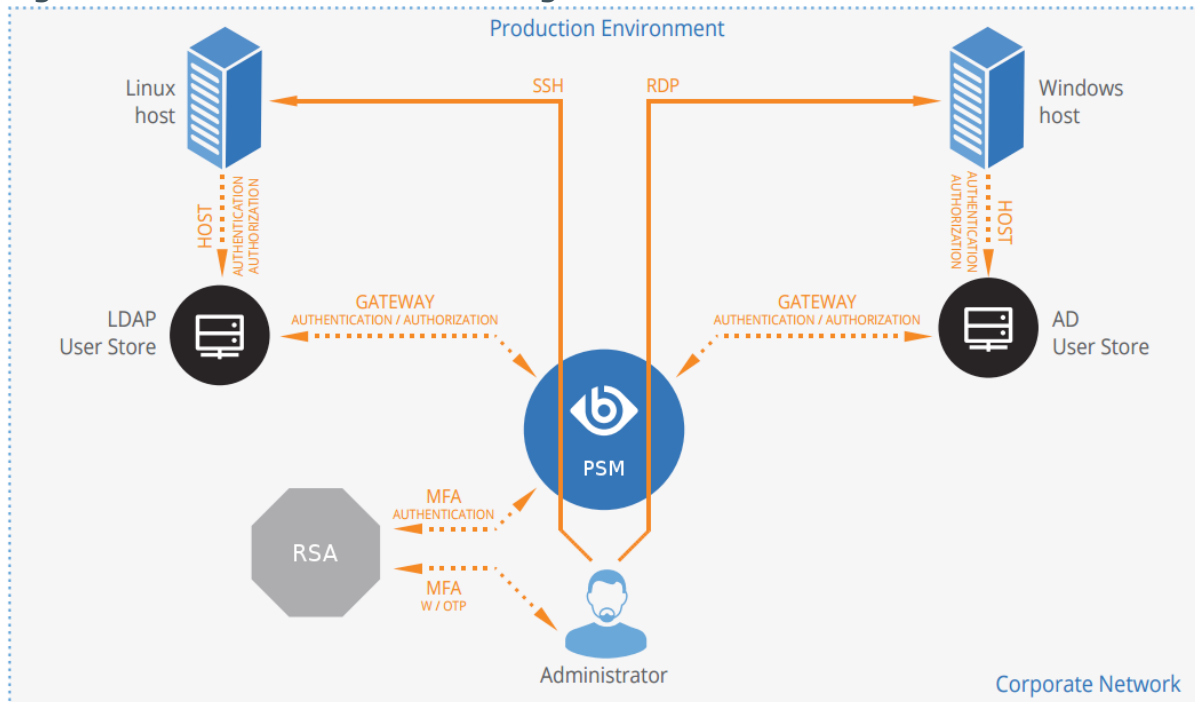 Production Environment
SSH
RDP
Linux
host
Windows
host
HOST
AUTHENTICATION
AUTHORIZATION
HOST
AUTHENTICATION
AUTHORIZATION
LDAP
User Store
GATEWAY
AUTHENTICATION / AUTHORIZATION
GATEWAY
AUTHENTICATION / AUTHORIZATION
AD
User Store
PSM
MFA
AUTHENTICATION
RSA
MFA
W / OTP
Administrator
Corporate Network